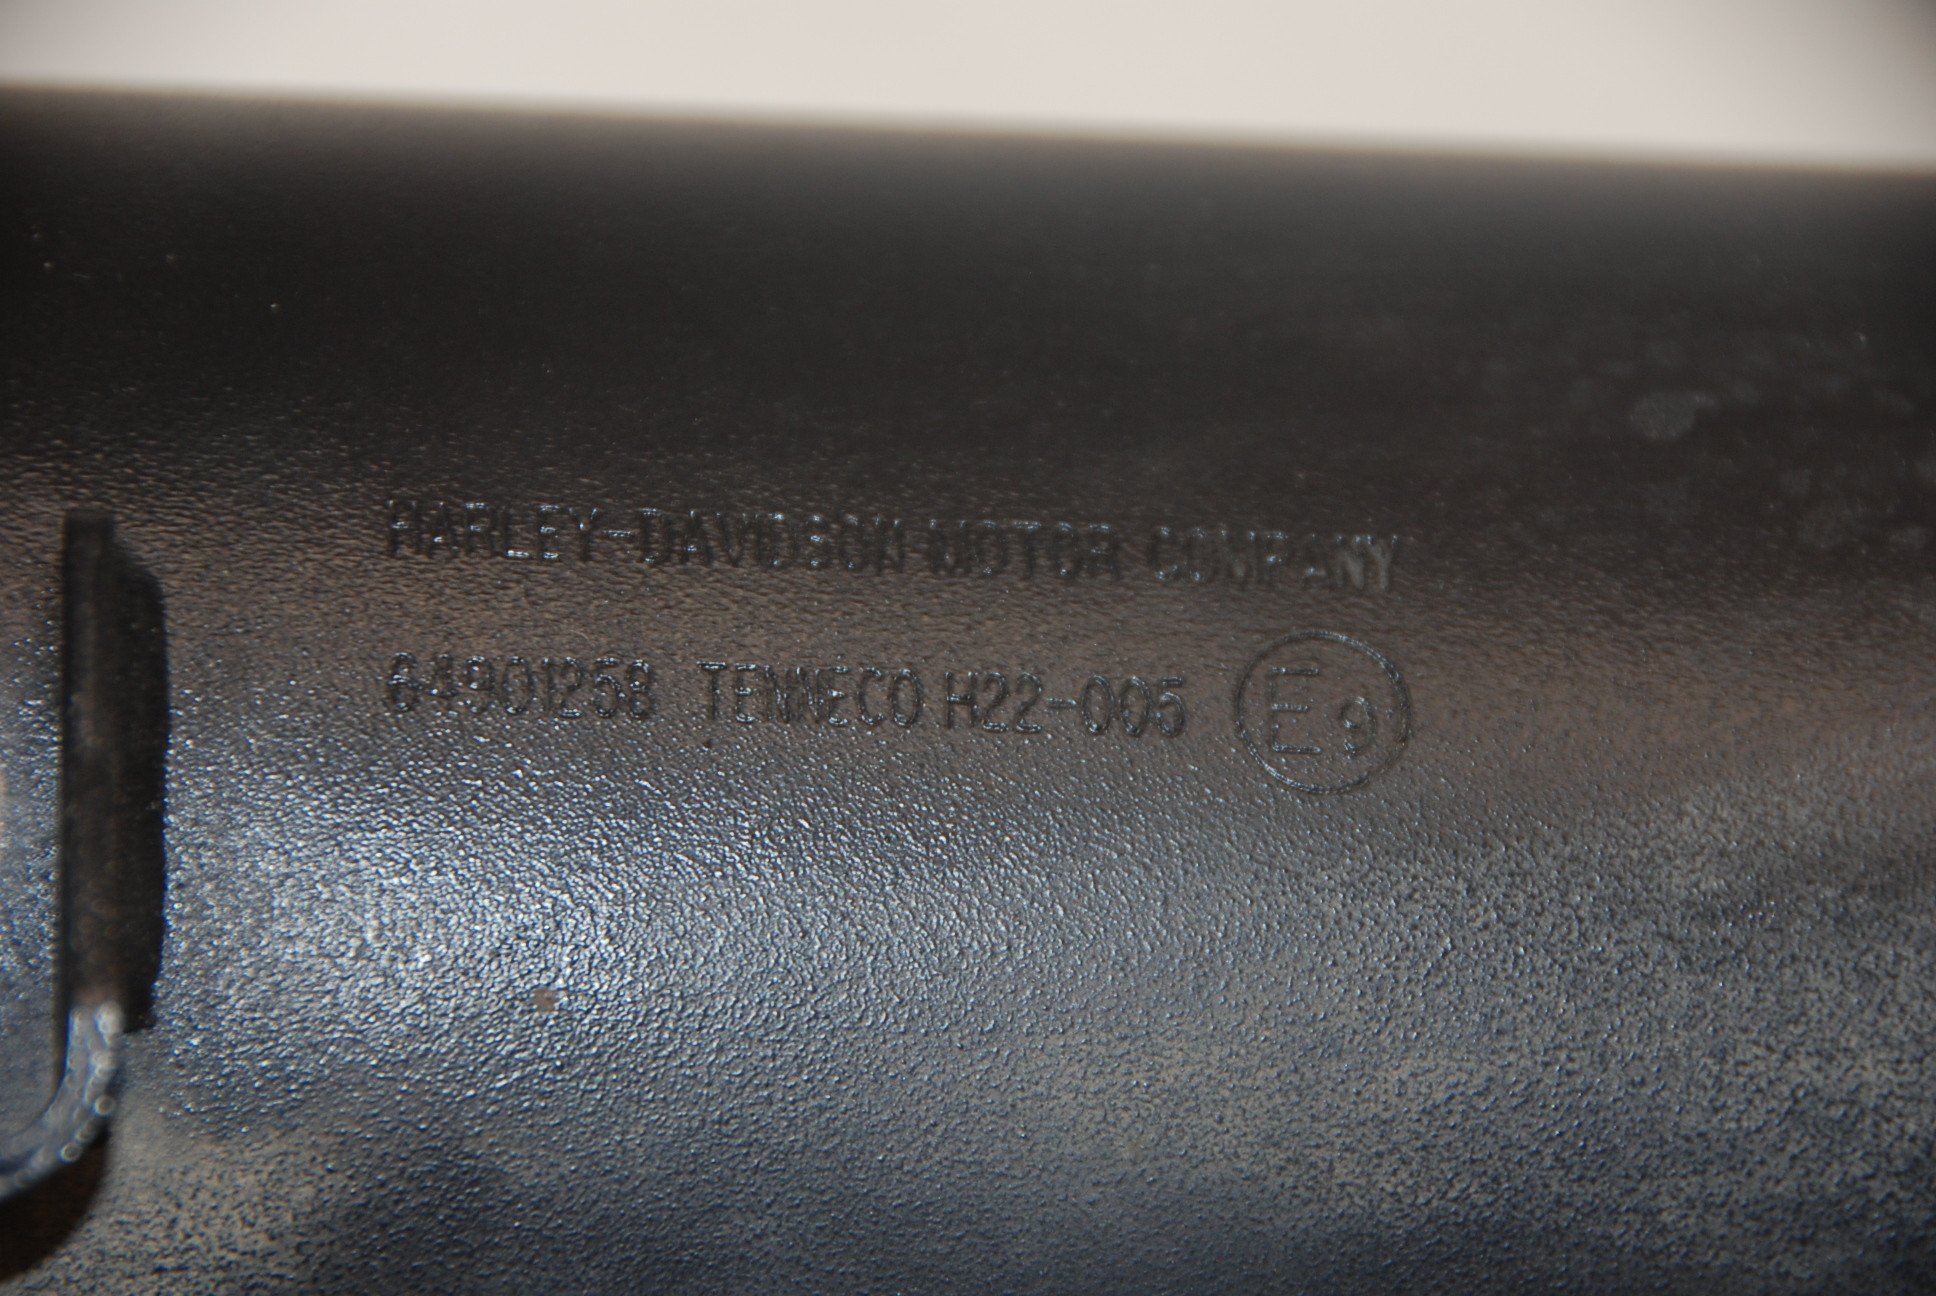 HARLEY-DAVIDSON MOTOR COMPANY
64901258 TENNECO H22-005 E9